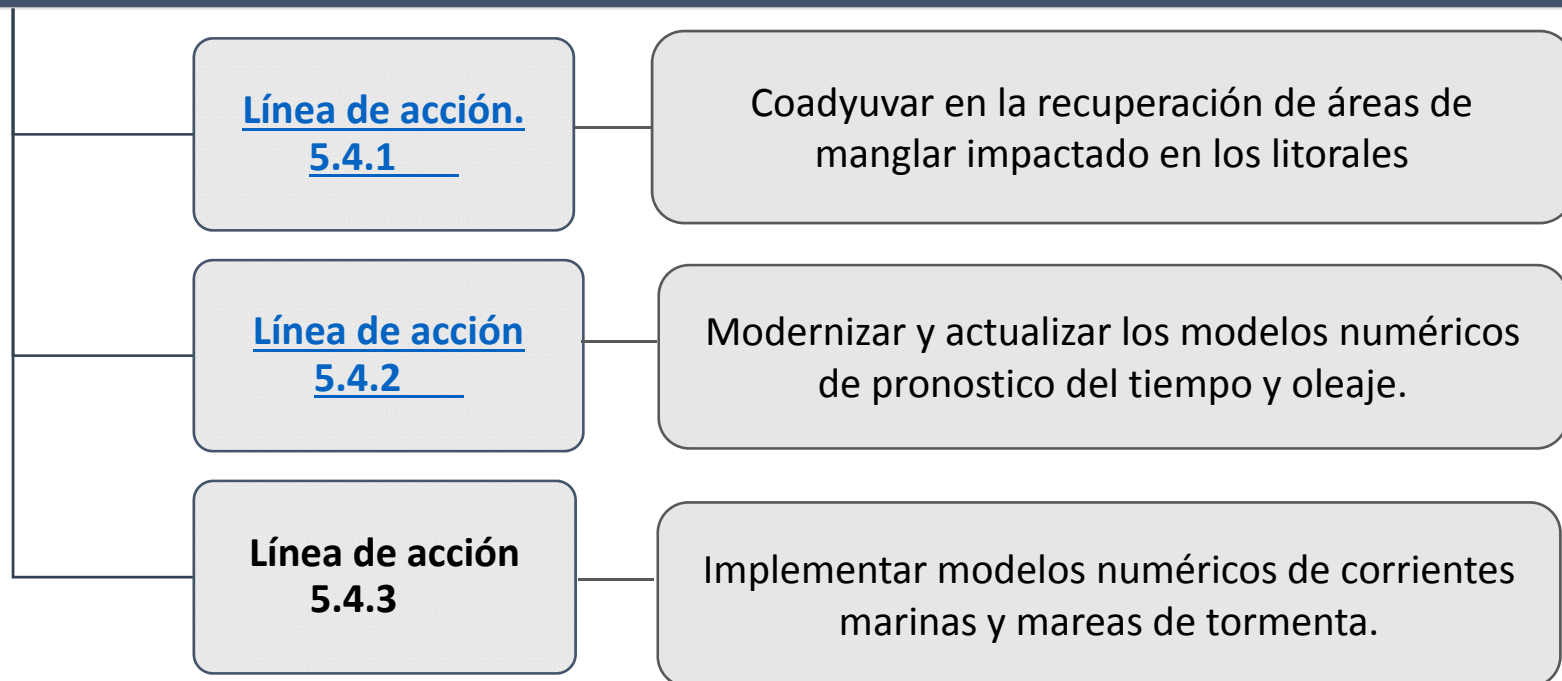 Línea de acción.
5.4.1
Coadyuvar en la recuperación de áreas de
manglar impactado en los litorales
Línea de acción
5.4.2
Modernizar y actualizar los modelos numéricos
de pronostico del tiempo y oleaje.
Línea de acción
5.4.3
Implementar modelos numéricos de corrientes
marinas y mareas de tormenta.